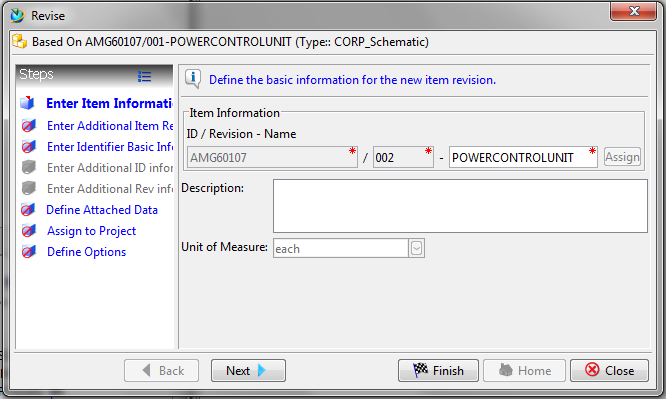 Revise
Based On AMG60107/001-POWERCONTROLUNIT (Type:: CORP_Schematic)
Steps
Enter Item Informati
Enter Additional Item Re
Enter Identifier Basic Info
Enter Additional ID infor
Enter Additional Rev info
Define Attached Data
Assign to Project
Define Options
Define the basic information for the new item revision.
Item Information
ID / Revision - Name
AMG60107 * / 002 * - POWERCONTROLUNIT * Assign
Description:
Unit of Measure: each
Back Next Finish Home Close